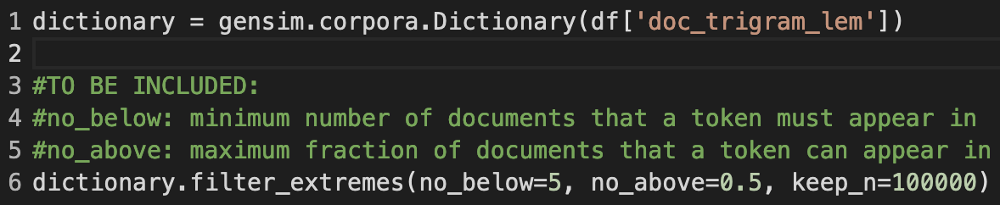 1 dictionary = gensim.corpora.Dictionary(df['doc_trigram_lem'])
2
3 #TO BE INCLUDED:
4 #no_below: minimum number of documents that a token must appear in
5 #no_above: maximum fraction of documents that a token can appear in
6 dictionary.filter_extremes(no_below=5, no_above=0.5, keep_n=100000)